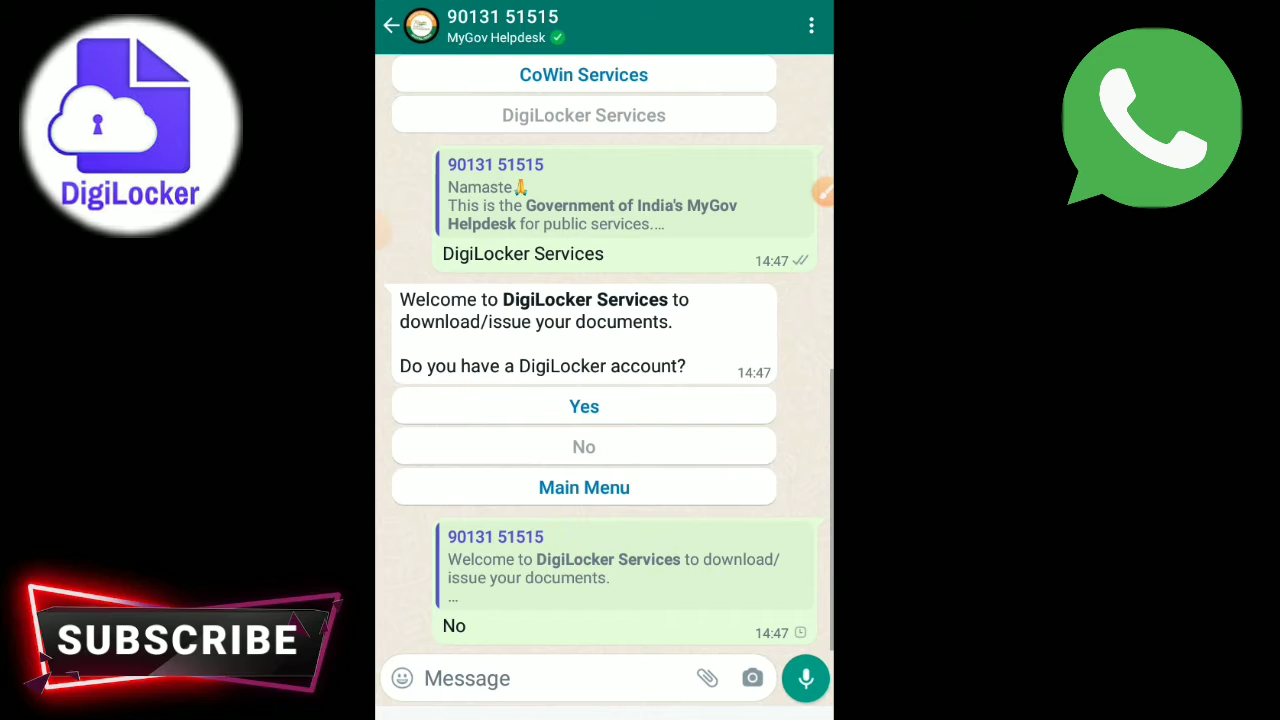 90131 51515
MyGov Helpdesk
CoWin Services
DigiLocker Services
90131 51515
Namaste🙏
This is the Government of India's MyGov
Helpdesk for public services....
DigiLocker Services
14:47
Welcome to DigiLocker Services to
download/issue your documents.
Do you have a DigiLocker account?
14:47
Yes
No
Main Menu
90131 51515
Welcome to DigiLocker Services to download/
issue your documents.
...
No
14:47
Message
DigiLocker
SUBSCRIBE